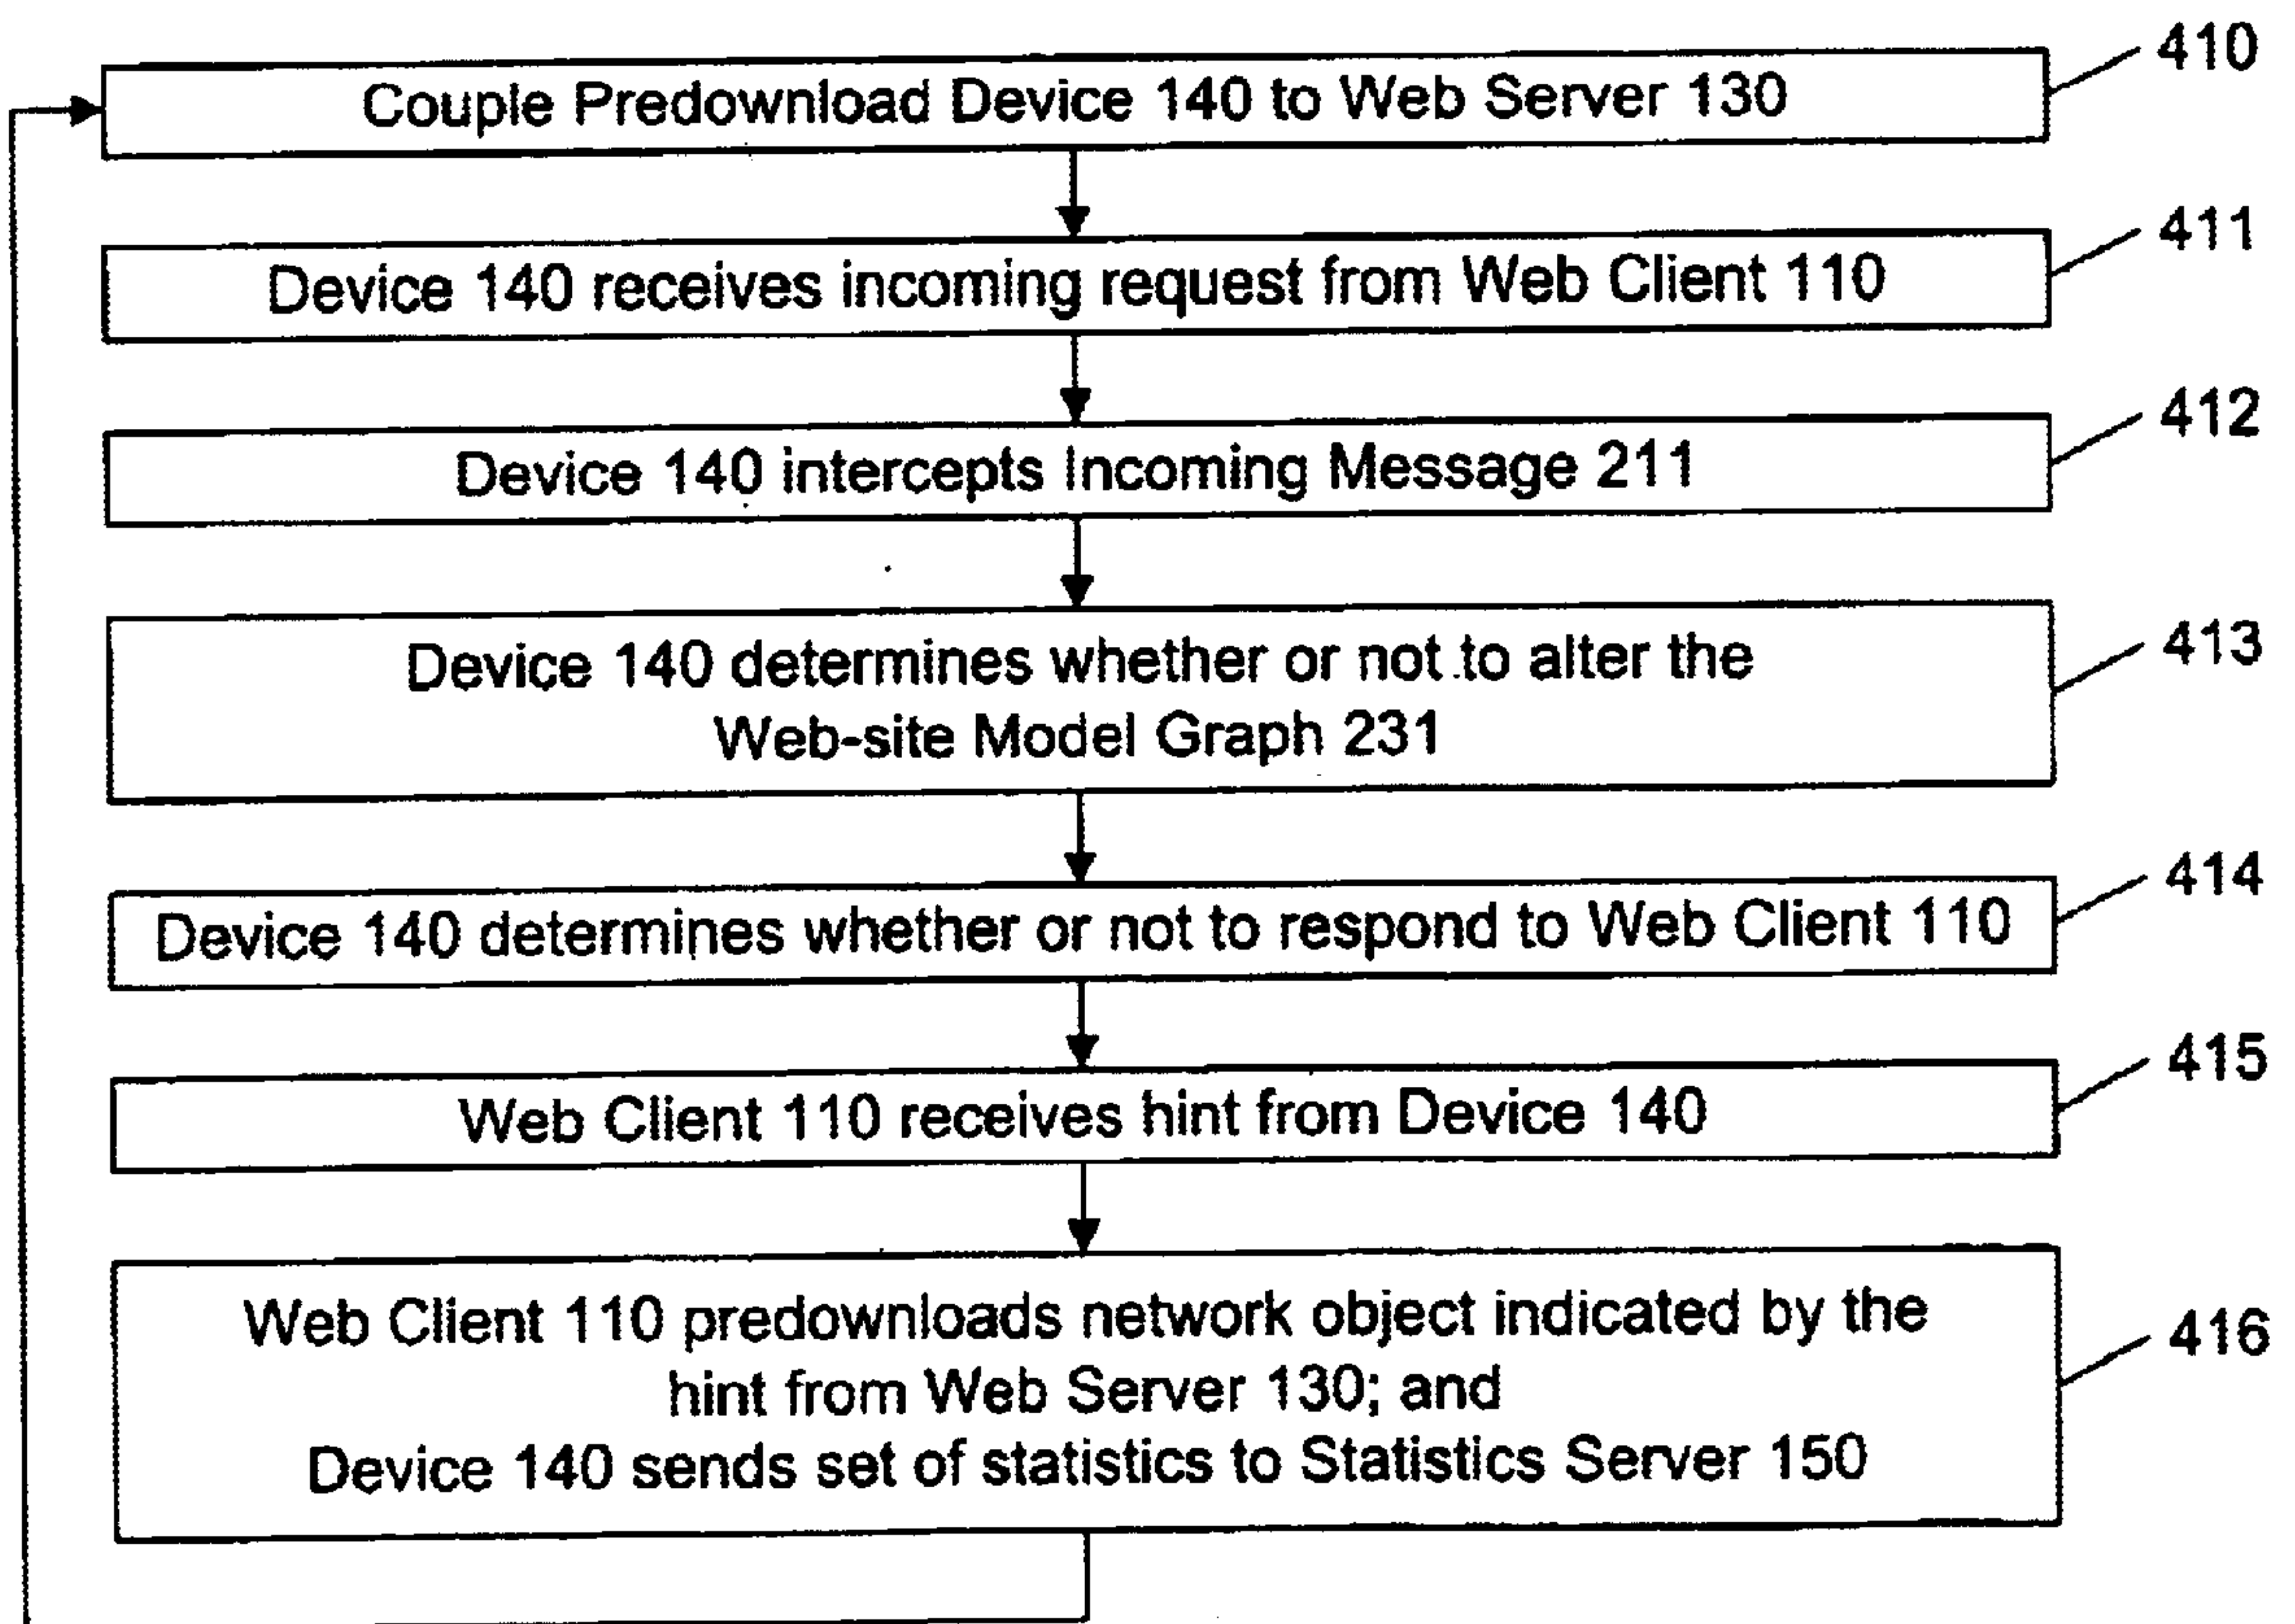 410
Couple Predownload Device 140 to Web Server 130
411
Device 140 receives incoming request from Web Client 110
412
Device 140 intercepts Incoming Message 211
413
Device 140 determines whether or not to alter the
Web-site Model Graph 231
414
Device 140 determines whether or not to respond to Web Client 110
415
Web Client 110 receives hint from Device 140
416
Web Client 110 predownloads network object indicated by the
hint from Web Server 130; and
Device 140 sends set of statistics to Statistics Server 150